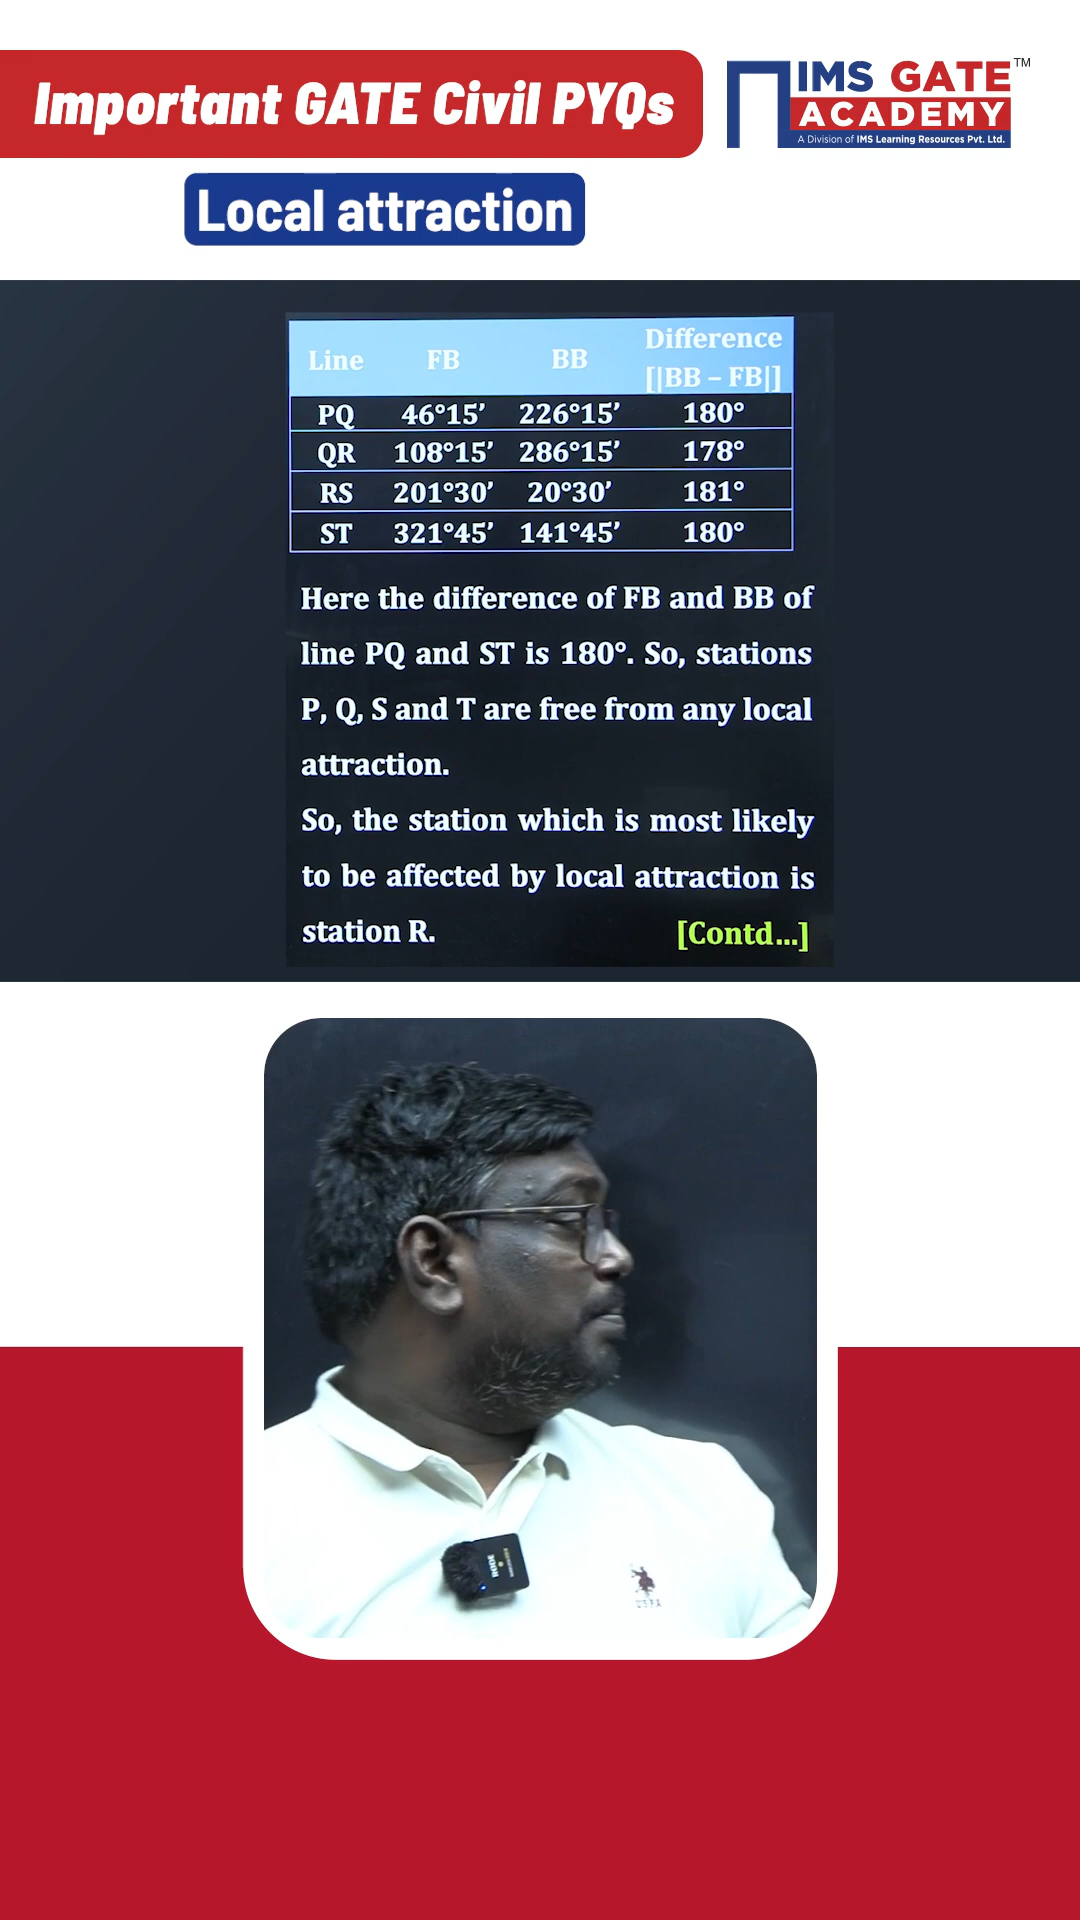 Important GATE Civil PYQs
IMS GATE TM
ACADEMY
A Division of IMS Learning Resources Pvt. Ltd.
Local attraction
Line FB BB Difference [|BB – FB|]
PQ 46°15’ 226°15’ 180°
QR 108°15’ 286°15’ 178°
RS 201°30’ 20°30’ 181°
ST 321°45’ 141°45’ 180°
Here the difference of FB and BB of
line PQ and ST is 180°. So, stations
P, Q, S and T are free from any local
attraction.
So, the station which is most likely
to be affected by local attraction is
station R. [Contd...]
RODE